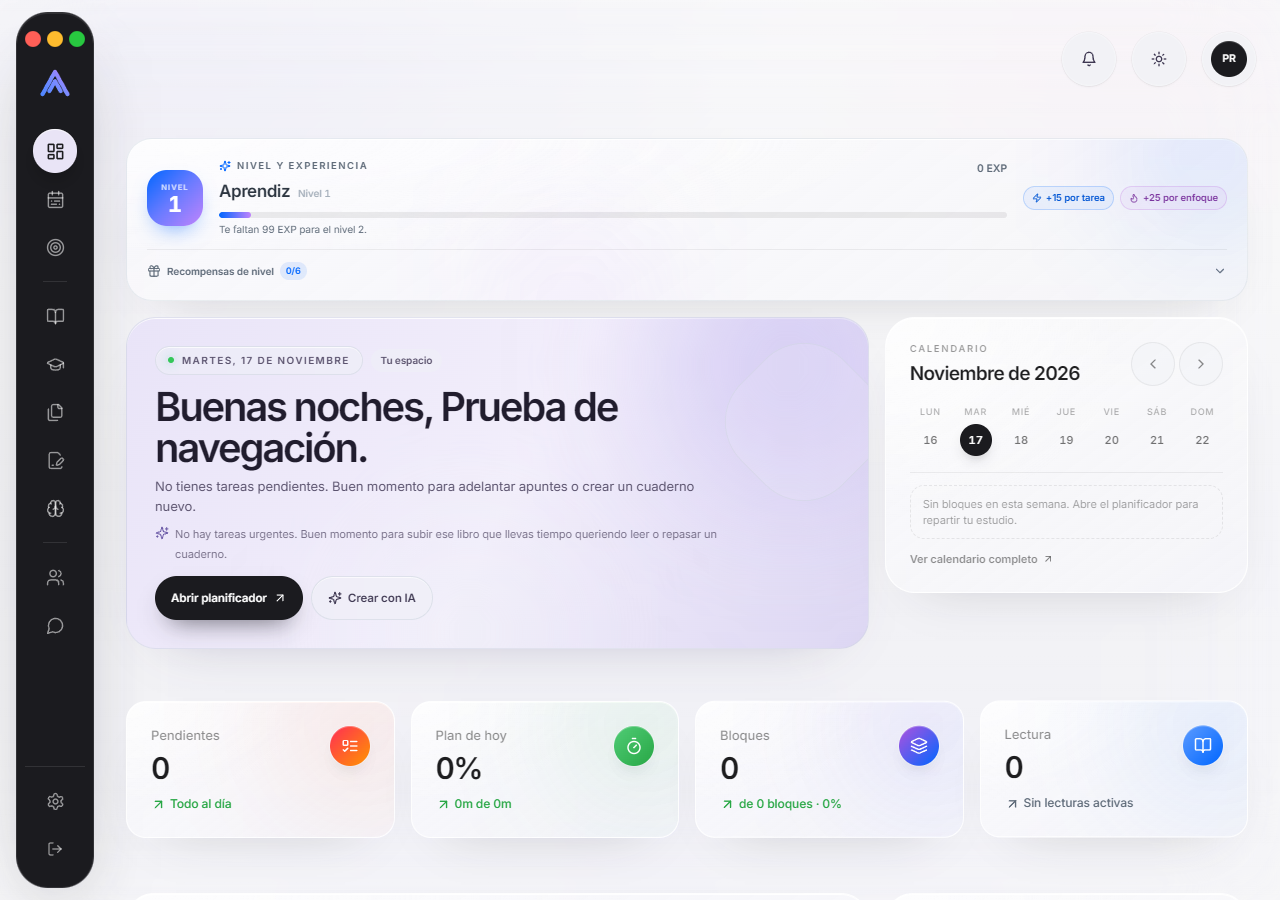 PR
NIVEL
1
NIVEL Y EXPERIENCIA
0 EXP
Aprendiz Nivel 1
+15 por tarea
+25 por enfoque
Te faltan 99 EXP para el nivel 2.
Recompensas de nivel 0/6
MARTES, 17 DE NOVIEMBRE
Tu espacio
Buenas noches, Prueba de
navegación.
No tienes tareas pendientes. Buen momento para adelantar apuntes o crear un cuaderno
nuevo.
No hay tareas urgentes. Buen momento para subir ese libro que llevas tiempo queriendo leer o repasar un
cuaderno.
Abrir planificador
Crear con IA
CALENDARIO
Noviembre de 2026
LUN MAR MIÉ JUE VIE SÁB DOM
16 17 18 19 20 21 22
Sin bloques en esta semana. Abre el planificador para
repartir tu estudio.
Ver calendario completo
Pendientes
0
Todo al día
Plan de hoy
0%
0m de 0m
Bloques
0
de 0 bloques · 0%
Lectura
0
Sin lecturas activas